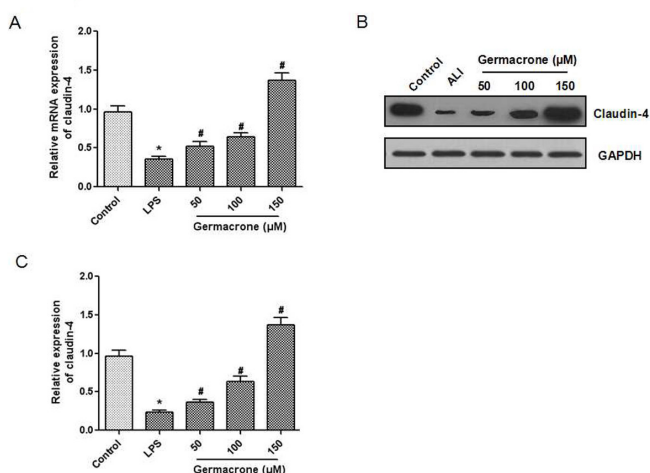 A
Relative mRNA expression
of claudin-4
2.0
1.5
1.0
0.5
0.0
*
#
#
#
Control
LPS
50
100
150
Germacrone (μM)
B
Control
ALI
Germacrone (μM)
50
100
150
Claudin-4
GAPDH
C
Relative expression
of claudin-4
2.0
1.5
1.0
0.5
0.0
*
#
#
#
Control
LPS
50
100
150
Germacrone (μM)